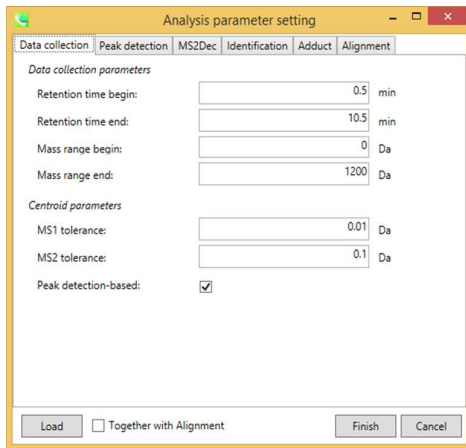 Analysis parameter setting
Data collection Peak detection MS2Dec Identification Adduct Alignment
Data collection parameters
Retention time begin: 0.5 min
Retention time end: 10.5 min
Mass range begin: 0 Da
Mass range end: 1200 Da
Centroid parameters
MS1 tolerance: 0.01 Da
MS2 tolerance: 0.1 Da
Peak detection-based:
Load Together with Alignment Finish Cancel